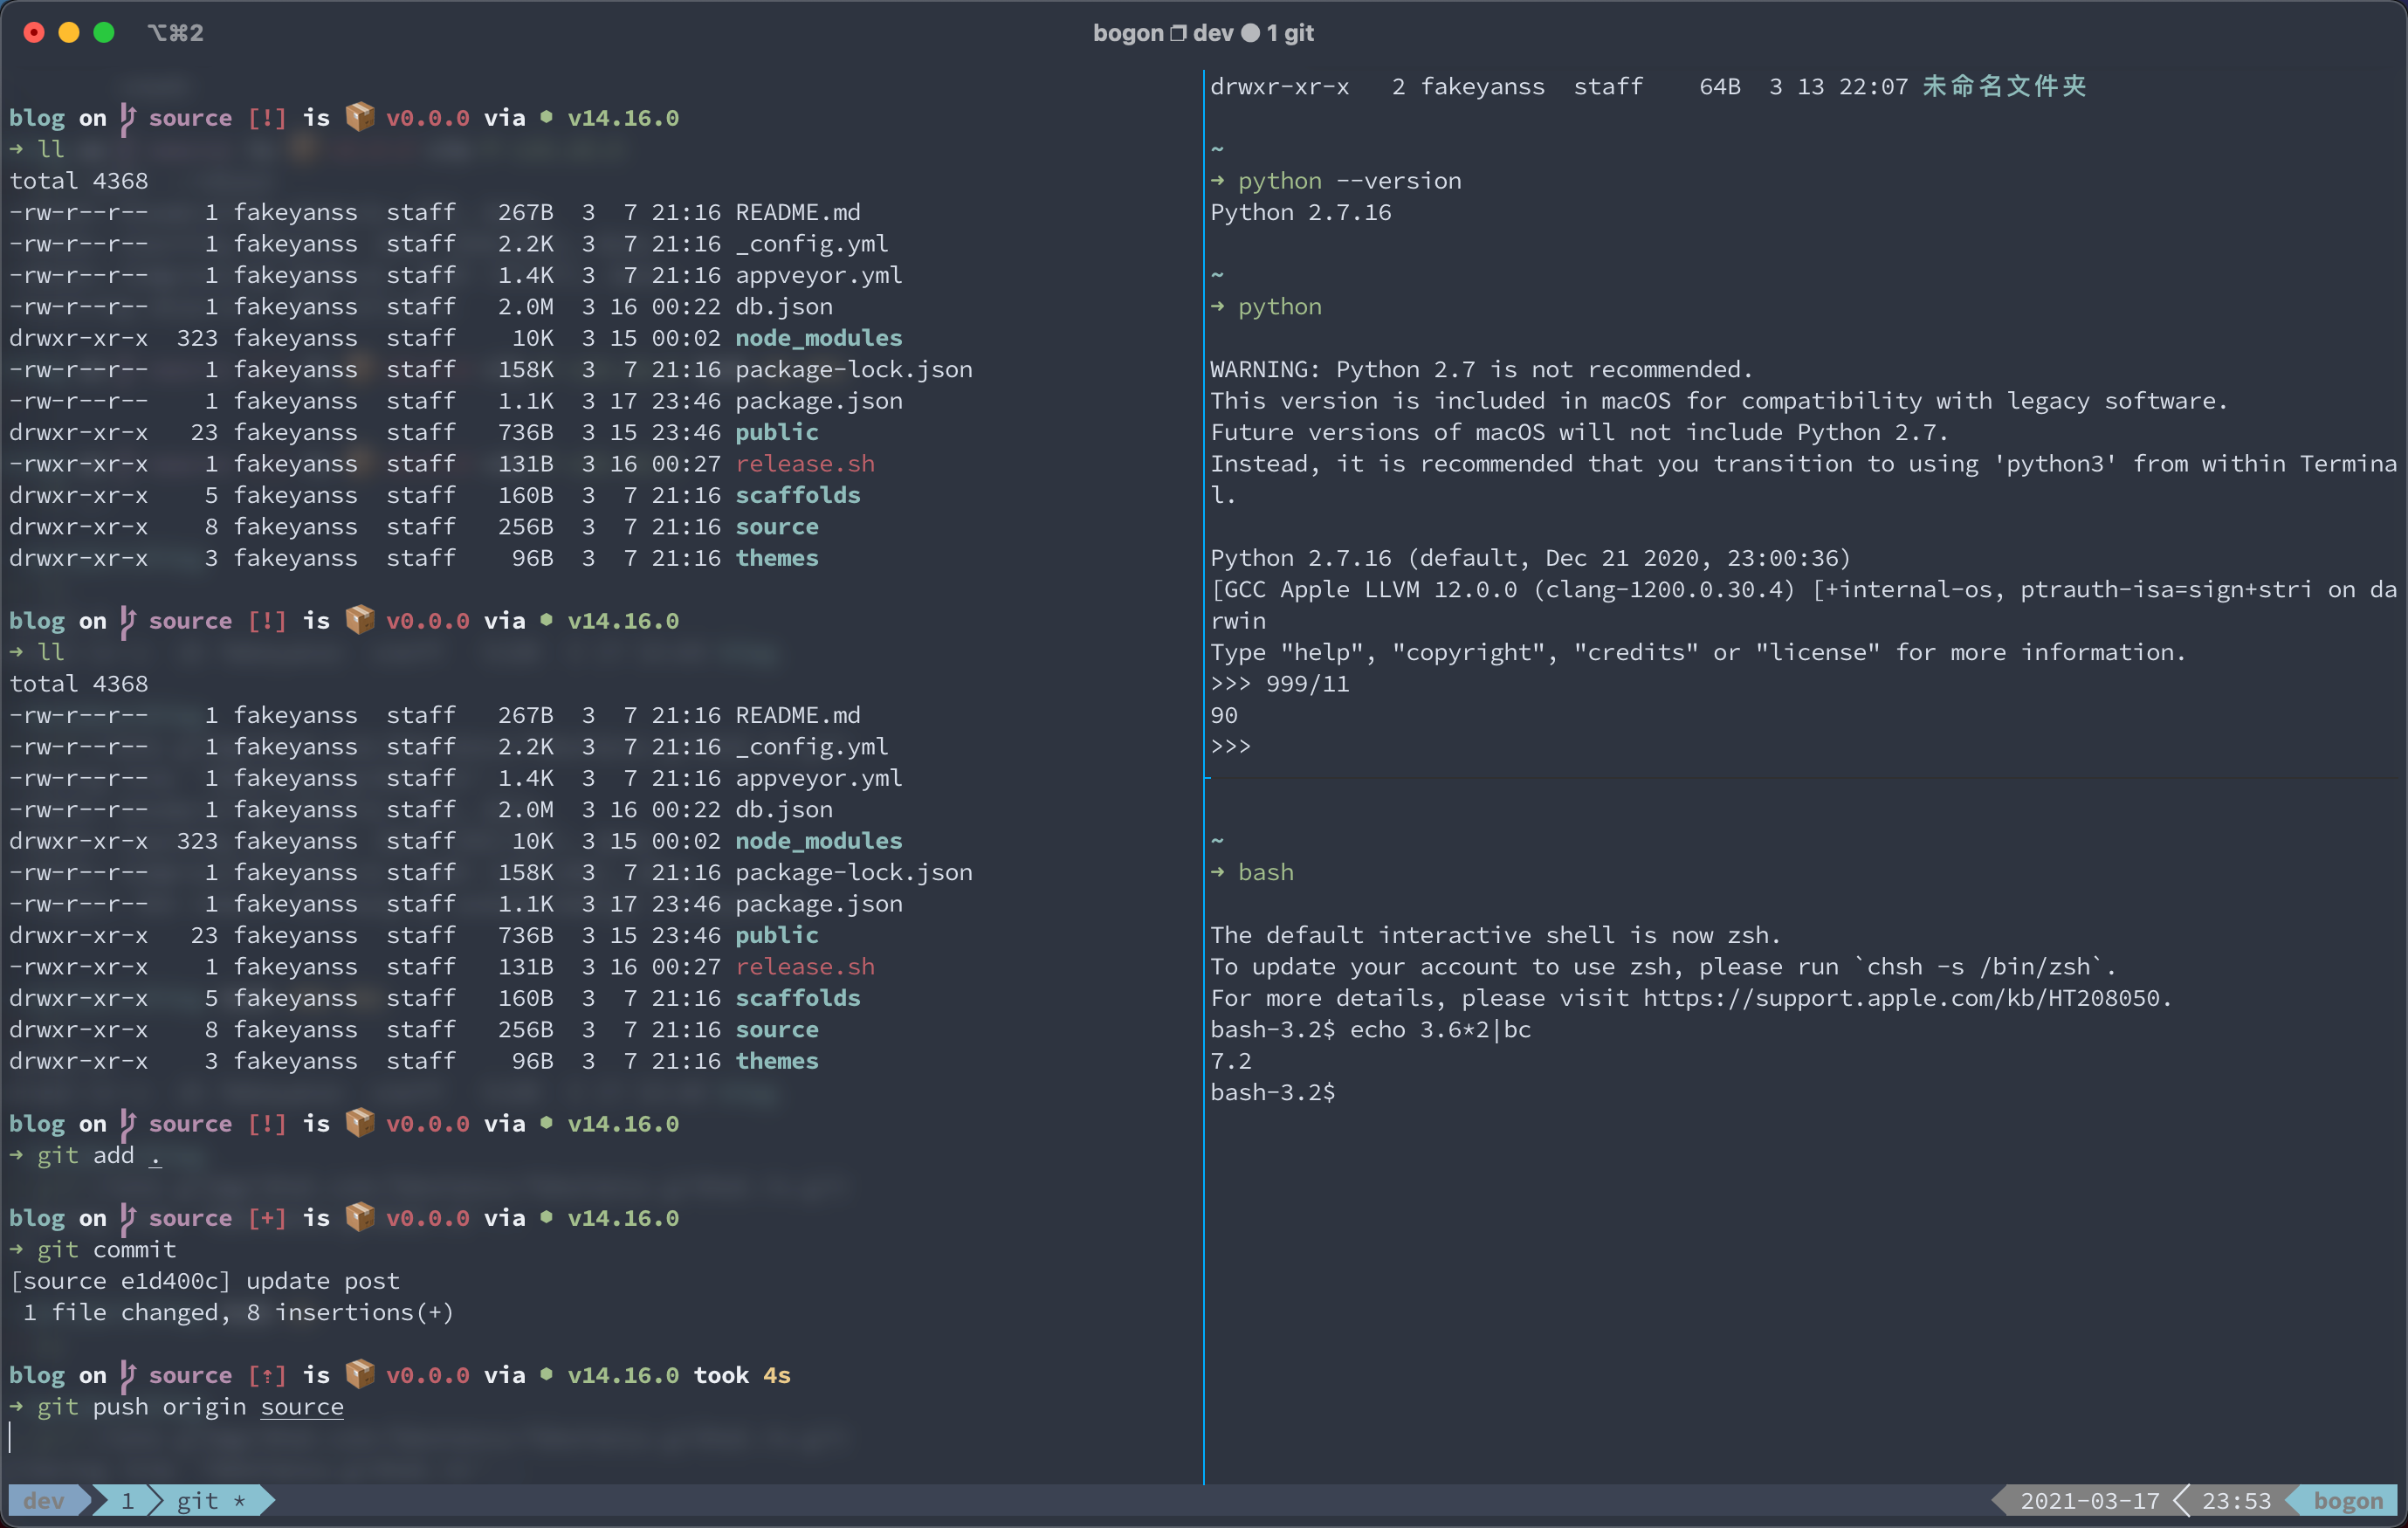 ⌥⌘2
bogon ❐ dev ● 1 git
blog on source [!] is 📦 v0.0.0 via ⬢ v14.16.0
➜ ll
total 4368
-rw-r--r--    1 fakeyanss  staff   267B  3  7 21:16 README.md
-rw-r--r--    1 fakeyanss  staff   2.2K  3  7 21:16 _config.yml
-rw-r--r--    1 fakeyanss  staff   1.4K  3  7 21:16 appveyor.yml
-rw-r--r--    1 fakeyanss  staff   2.0M  3 16 00:22 db.json
drwxr-xr-x  323 fakeyanss  staff    10K  3 15 00:02 node_modules
-rw-r--r--    1 fakeyanss  staff   158K  3  7 21:16 package-lock.json
-rw-r--r--    1 fakeyanss  staff   1.1K  3 17 23:46 package.json
drwxr-xr-x   23 fakeyanss  staff   736B  3 15 23:46 public
-rwxr-xr-x    1 fakeyanss  staff   131B  3 16 00:27 release.sh
drwxr-xr-x    5 fakeyanss  staff   160B  3  7 21:16 scaffolds
drwxr-xr-x    8 fakeyanss  staff   256B  3  7 21:16 source
drwxr-xr-x    3 fakeyanss  staff    96B  3  7 21:16 themes
blog on source [!] is 📦 v0.0.0 via ⬢ v14.16.0
➜ ll
total 4368
-rw-r--r--    1 fakeyanss  staff   267B  3  7 21:16 README.md
-rw-r--r--    1 fakeyanss  staff   2.2K  3  7 21:16 _config.yml
-rw-r--r--    1 fakeyanss  staff   1.4K  3  7 21:16 appveyor.yml
-rw-r--r--    1 fakeyanss  staff   2.0M  3 16 00:22 db.json
drwxr-xr-x  323 fakeyanss  staff    10K  3 15 00:02 node_modules
-rw-r--r--    1 fakeyanss  staff   158K  3  7 21:16 package-lock.json
-rw-r--r--    1 fakeyanss  staff   1.1K  3 17 23:46 package.json
drwxr-xr-x   23 fakeyanss  staff   736B  3 15 23:46 public
-rwxr-xr-x    1 fakeyanss  staff   131B  3 16 00:27 release.sh
drwxr-xr-x    5 fakeyanss  staff   160B  3  7 21:16 scaffolds
drwxr-xr-x    8 fakeyanss  staff   256B  3  7 21:16 source
drwxr-xr-x    3 fakeyanss  staff    96B  3  7 21:16 themes
blog on source [!] is 📦 v0.0.0 via ⬢ v14.16.0
➜ git add .
blog on source [+] is 📦 v0.0.0 via ⬢ v14.16.0
➜ git commit
[source e1d400c] update post
 1 file changed, 8 insertions(+)
blog on source [⇡] is 📦 v0.0.0 via ⬢ v14.16.0 took 4s
➜ git push origin source
drwxr-xr-x   2 fakeyanss  staff    64B  3 13 22:07 未命名文件夹
~
➜ python --version
Python 2.7.16
~
➜ python
WARNING: Python 2.7 is not recommended.
This version is included in macOS for compatibility with legacy software.
Future versions of macOS will not include Python 2.7.
Instead, it is recommended that you transition to using 'python3' from within Termina
l.
Python 2.7.16 (default, Dec 21 2020, 23:00:36)
[GCC Apple LLVM 12.0.0 (clang-1200.0.30.4) [+internal-os, ptrauth-isa=sign+stri on da
rwin
Type "help", "copyright", "credits" or "license" for more information.
>>> 999/11
90
>>>
~
➜ bash
The default interactive shell is now zsh.
To update your account to use zsh, please run `chsh -s /bin/zsh`.
For more details, please visit https://support.apple.com/kb/HT208050.
bash-3.2$ echo 3.6*2|bc
7.2
bash-3.2$
dev 1 git * 2021-03-17 23:53 bogon